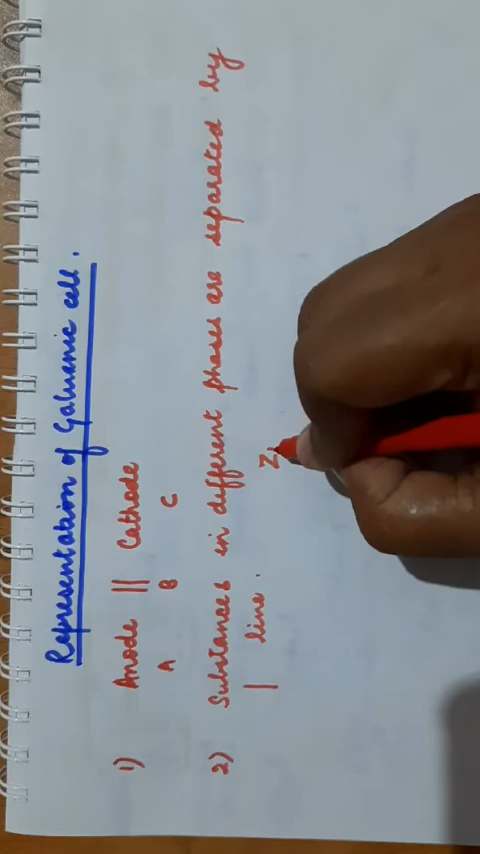 Representation of Galvanic cell.
1) Anode || Cathode
A B C
2) Substances in different phases are separated by
| line. Z